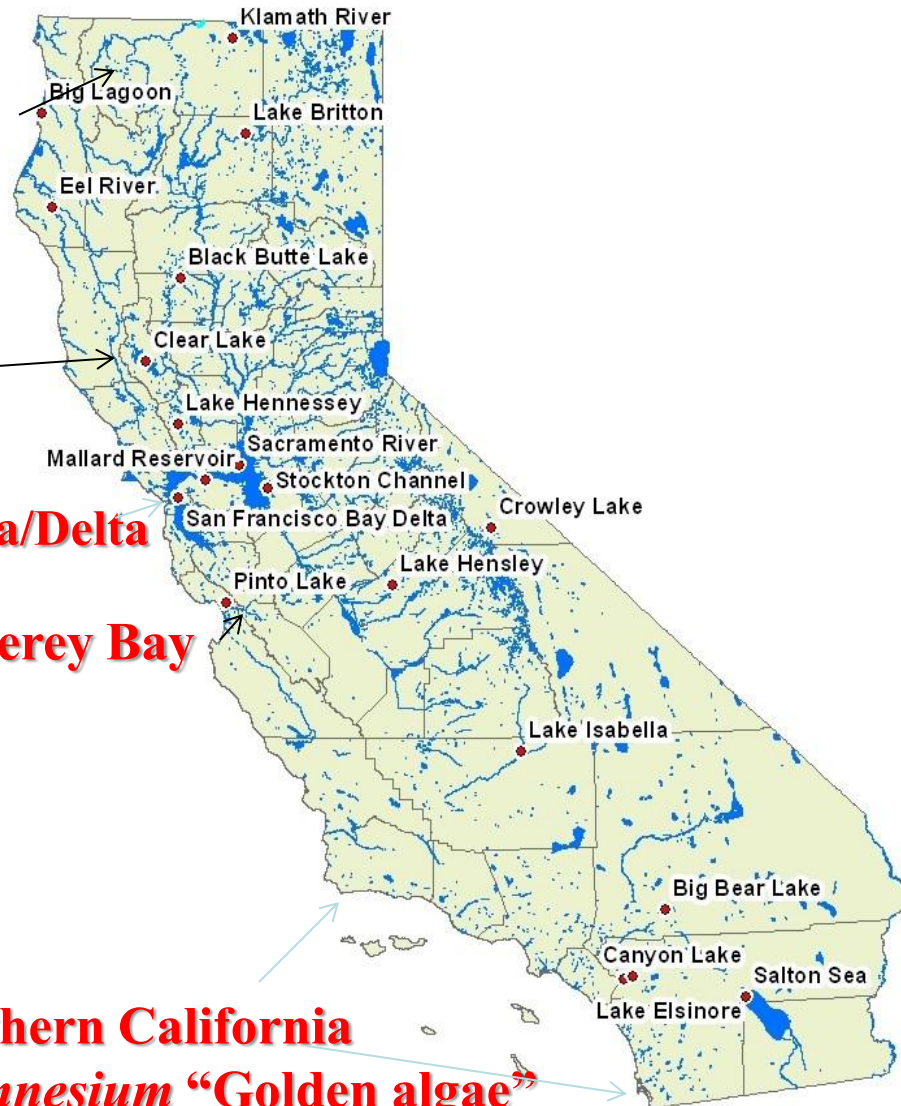 Klamath River
Big Lagoon
Lake Britton
Eel River.
Black Butte Lake
Clear Lake
Lake Hennessey
Sacramento River
Mallard Reservoir
Stockton Channel
Crowley Lake
a/Delta
San Francisco Bay Delta
Lake Hensley
Pinto Lake
erey Bay
Lake Isabella
Big Bear Lake
Canyon Lake
Salton Sea
Lake Elsinore
hern California
nesium “Golden algae”